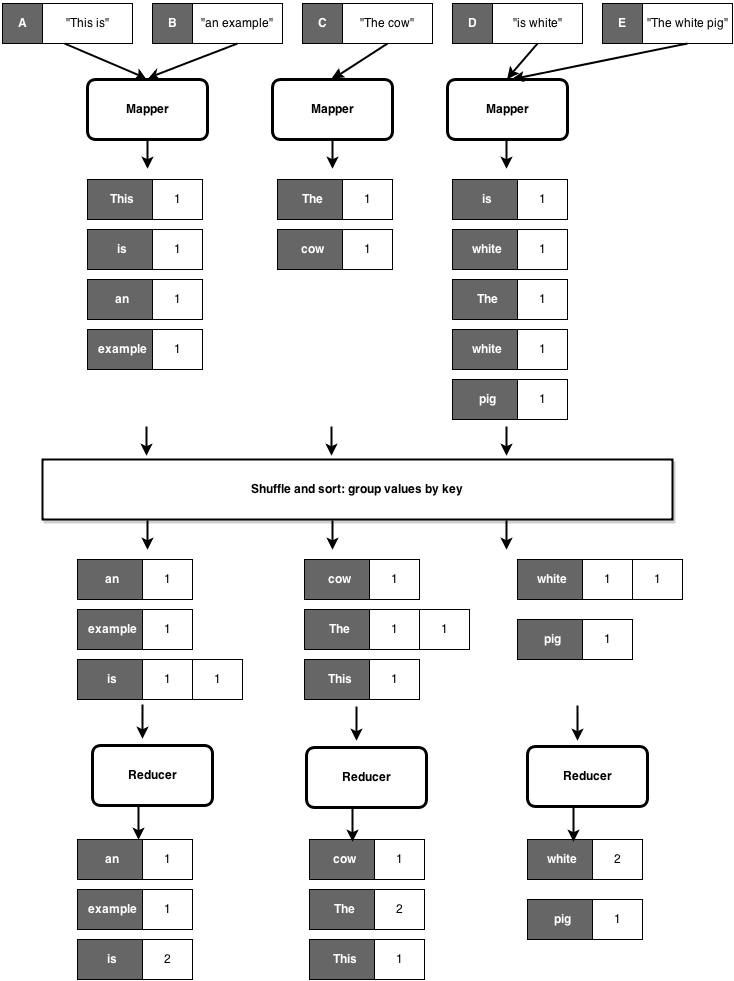 A "This is" B "an example" C "The cow" D "is white" E "The white pig"
Mapper Mapper Mapper
This 1 The 1 is 1
is 1 cow 1 white 1
an 1 The 1
example 1 white 1
pig 1
Shuffle and sort: group values by key
an 1 cow 1 white 1 1
example 1 The 1 1 pig 1
is 1 1 This 1
Reducer Reducer Reducer
an 1 cow 1 white 2
example 1 The 2 pig 1
is 2 This 1